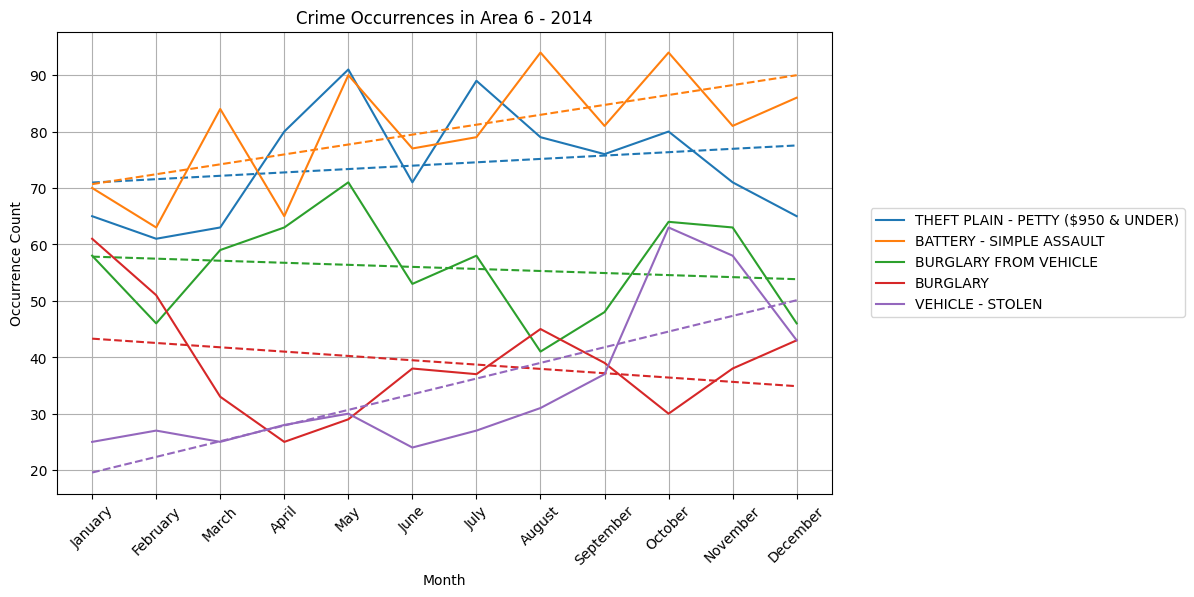 Crime Occurrences in Area 6 - 2014
Occurrence Count
90
80
70
60
50
40
30
20
January
February
March
April
May
June
July
August
September
October
November
December
Month
THEFT PLAIN - PETTY ($950 & UNDER)
BATTERY - SIMPLE ASSAULT
BURGLARY FROM VEHICLE
BURGLARY
VEHICLE - STOLEN